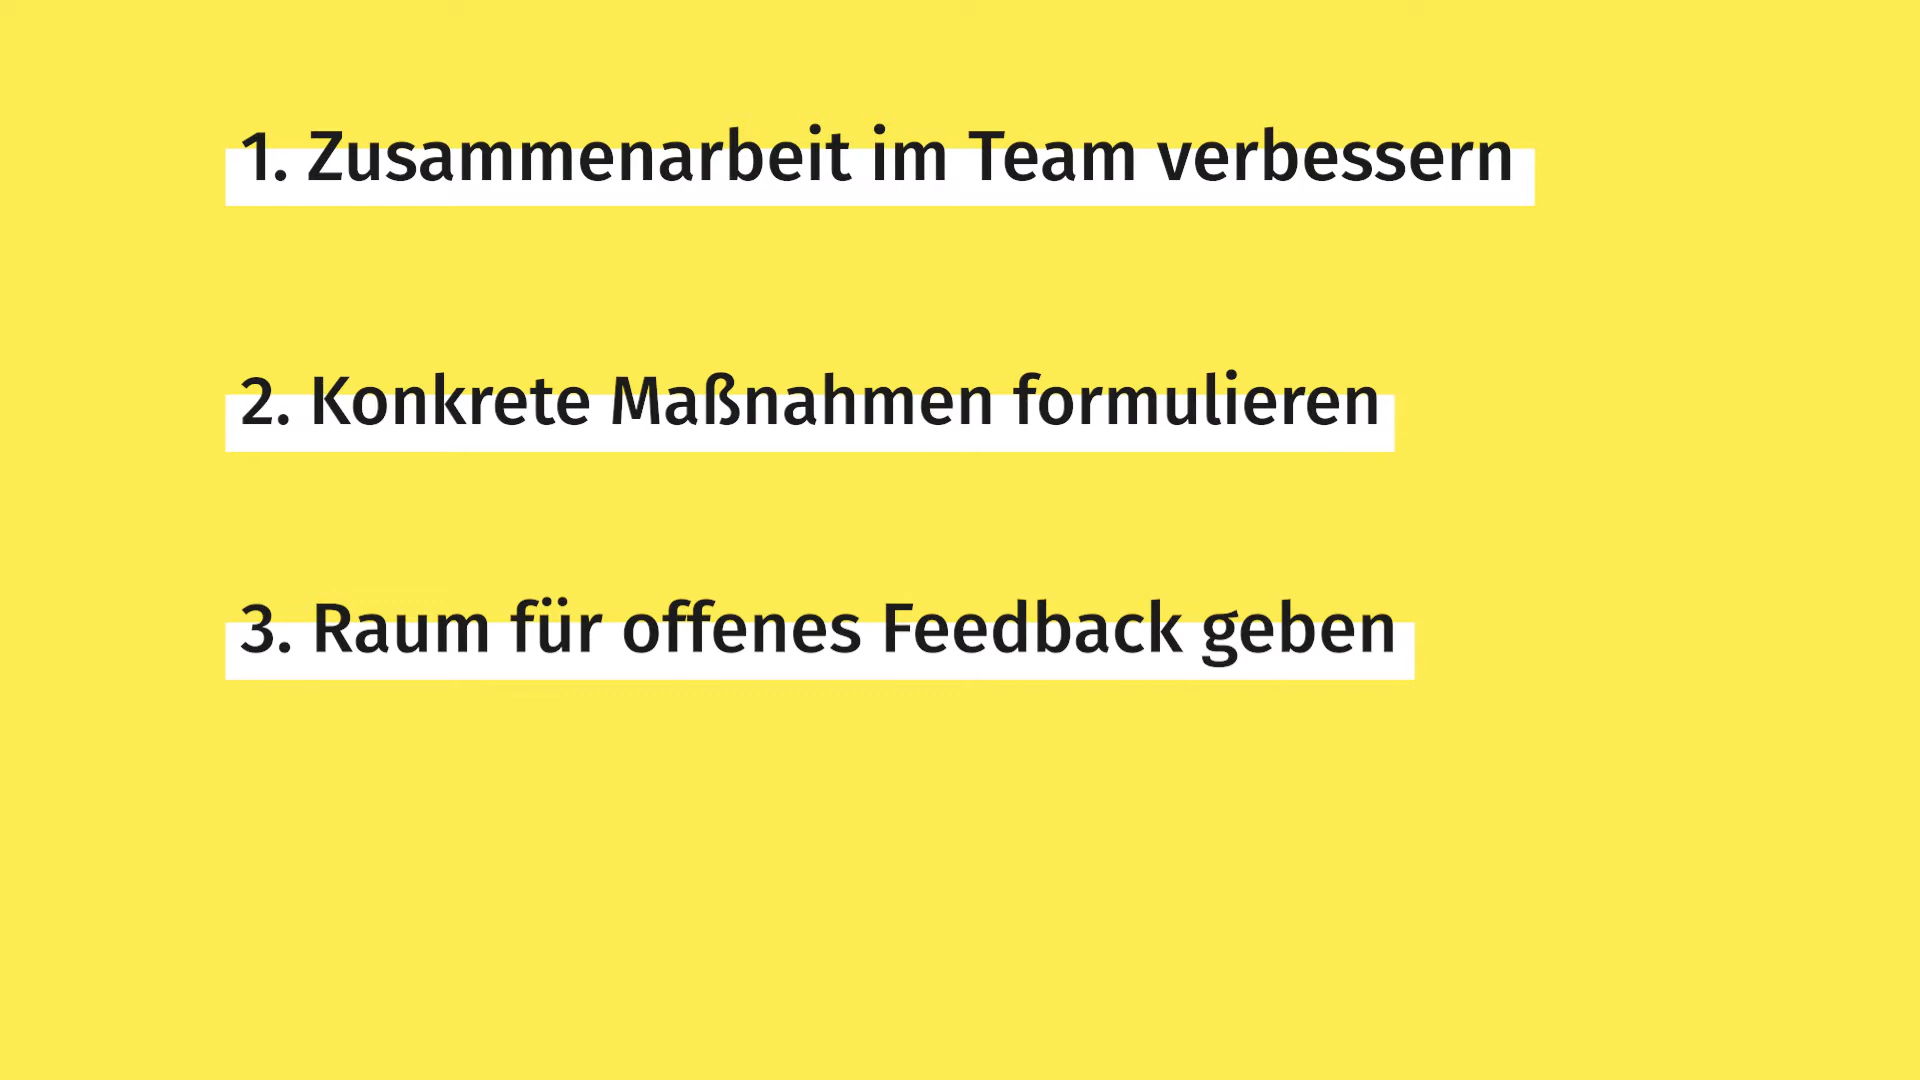 1. Zusammenarbeit im Team verbessern
2. Konkrete Maßnahmen formulieren
3. Raum für offenes Feedback geben